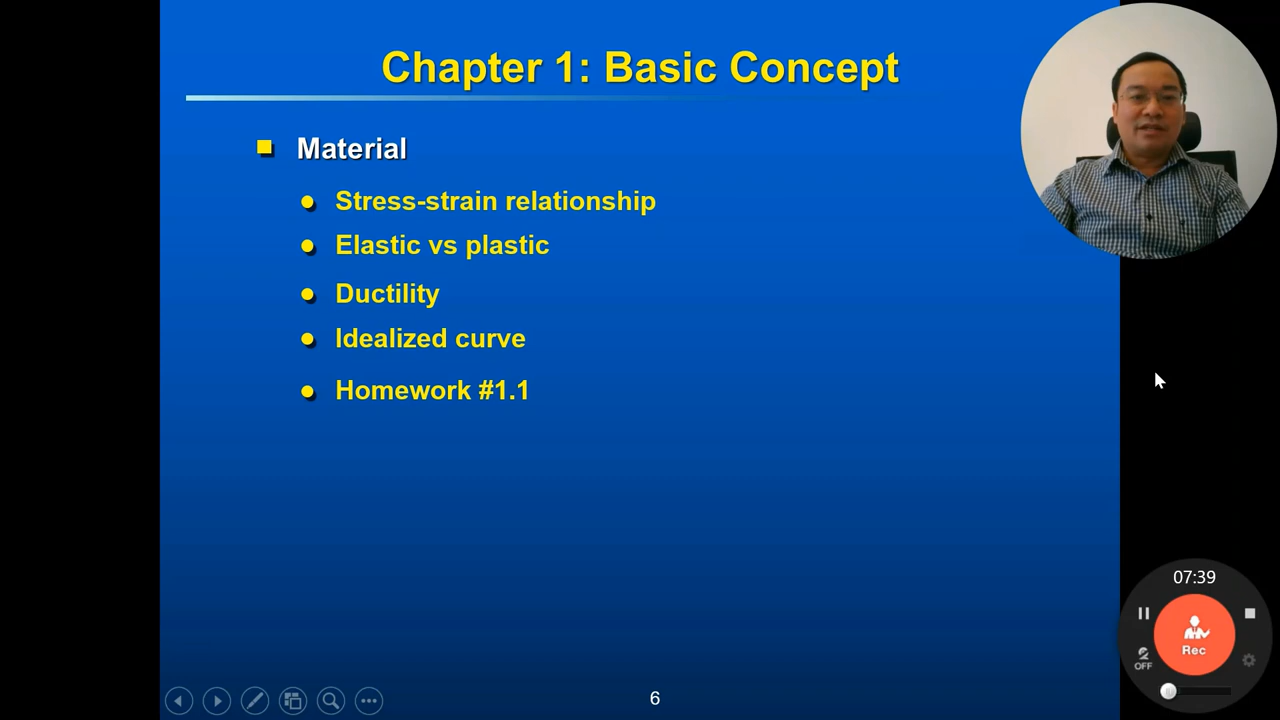 Chapter 1: Basic Concept
Material
Stress-strain relationship
Elastic vs plastic
Ductility
Idealized curve
Homework #1.1
07:39
Rec
OFF
6